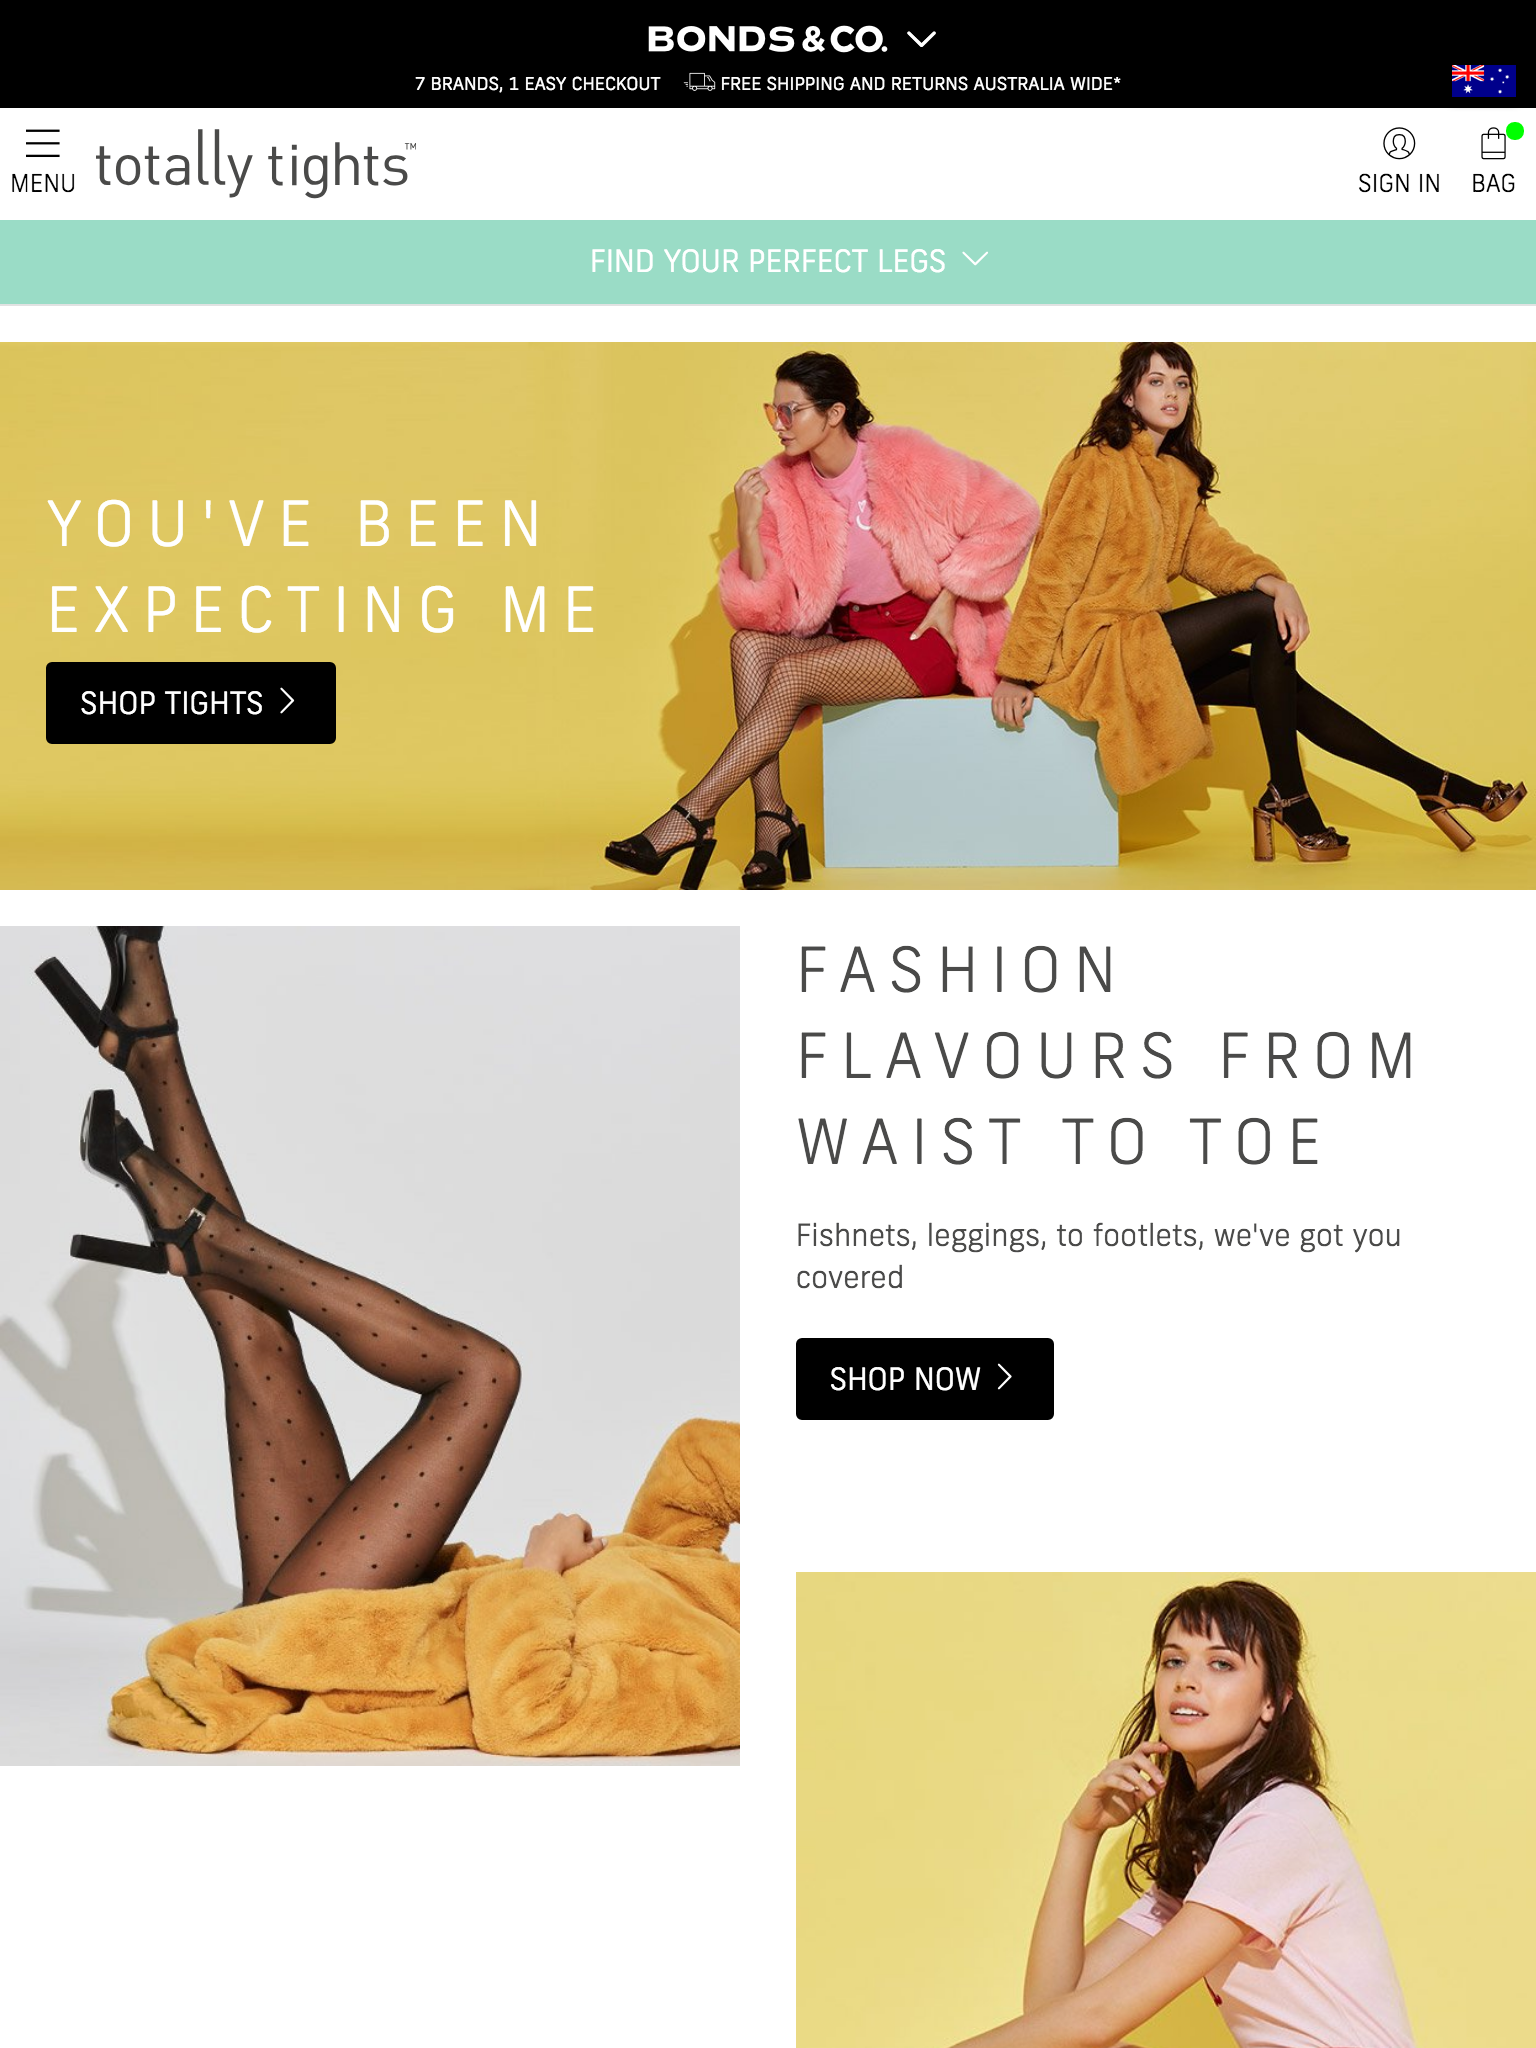 BONDS & CO.
7 BRANDS, 1 EASY CHECKOUT FREE SHIPPING AND RETURNS AUSTRALIA WIDE*
MENU
totally tights™
SIGN IN
BAG
FIND YOUR PERFECT LEGS
YOU'VE BEEN
EXPECTING ME
SHOP TIGHTS
FASHION
FLAVOURS FROM
WAIST TO TOE
Fishnets, leggings, to footlets, we've got you
covered
SHOP NOW